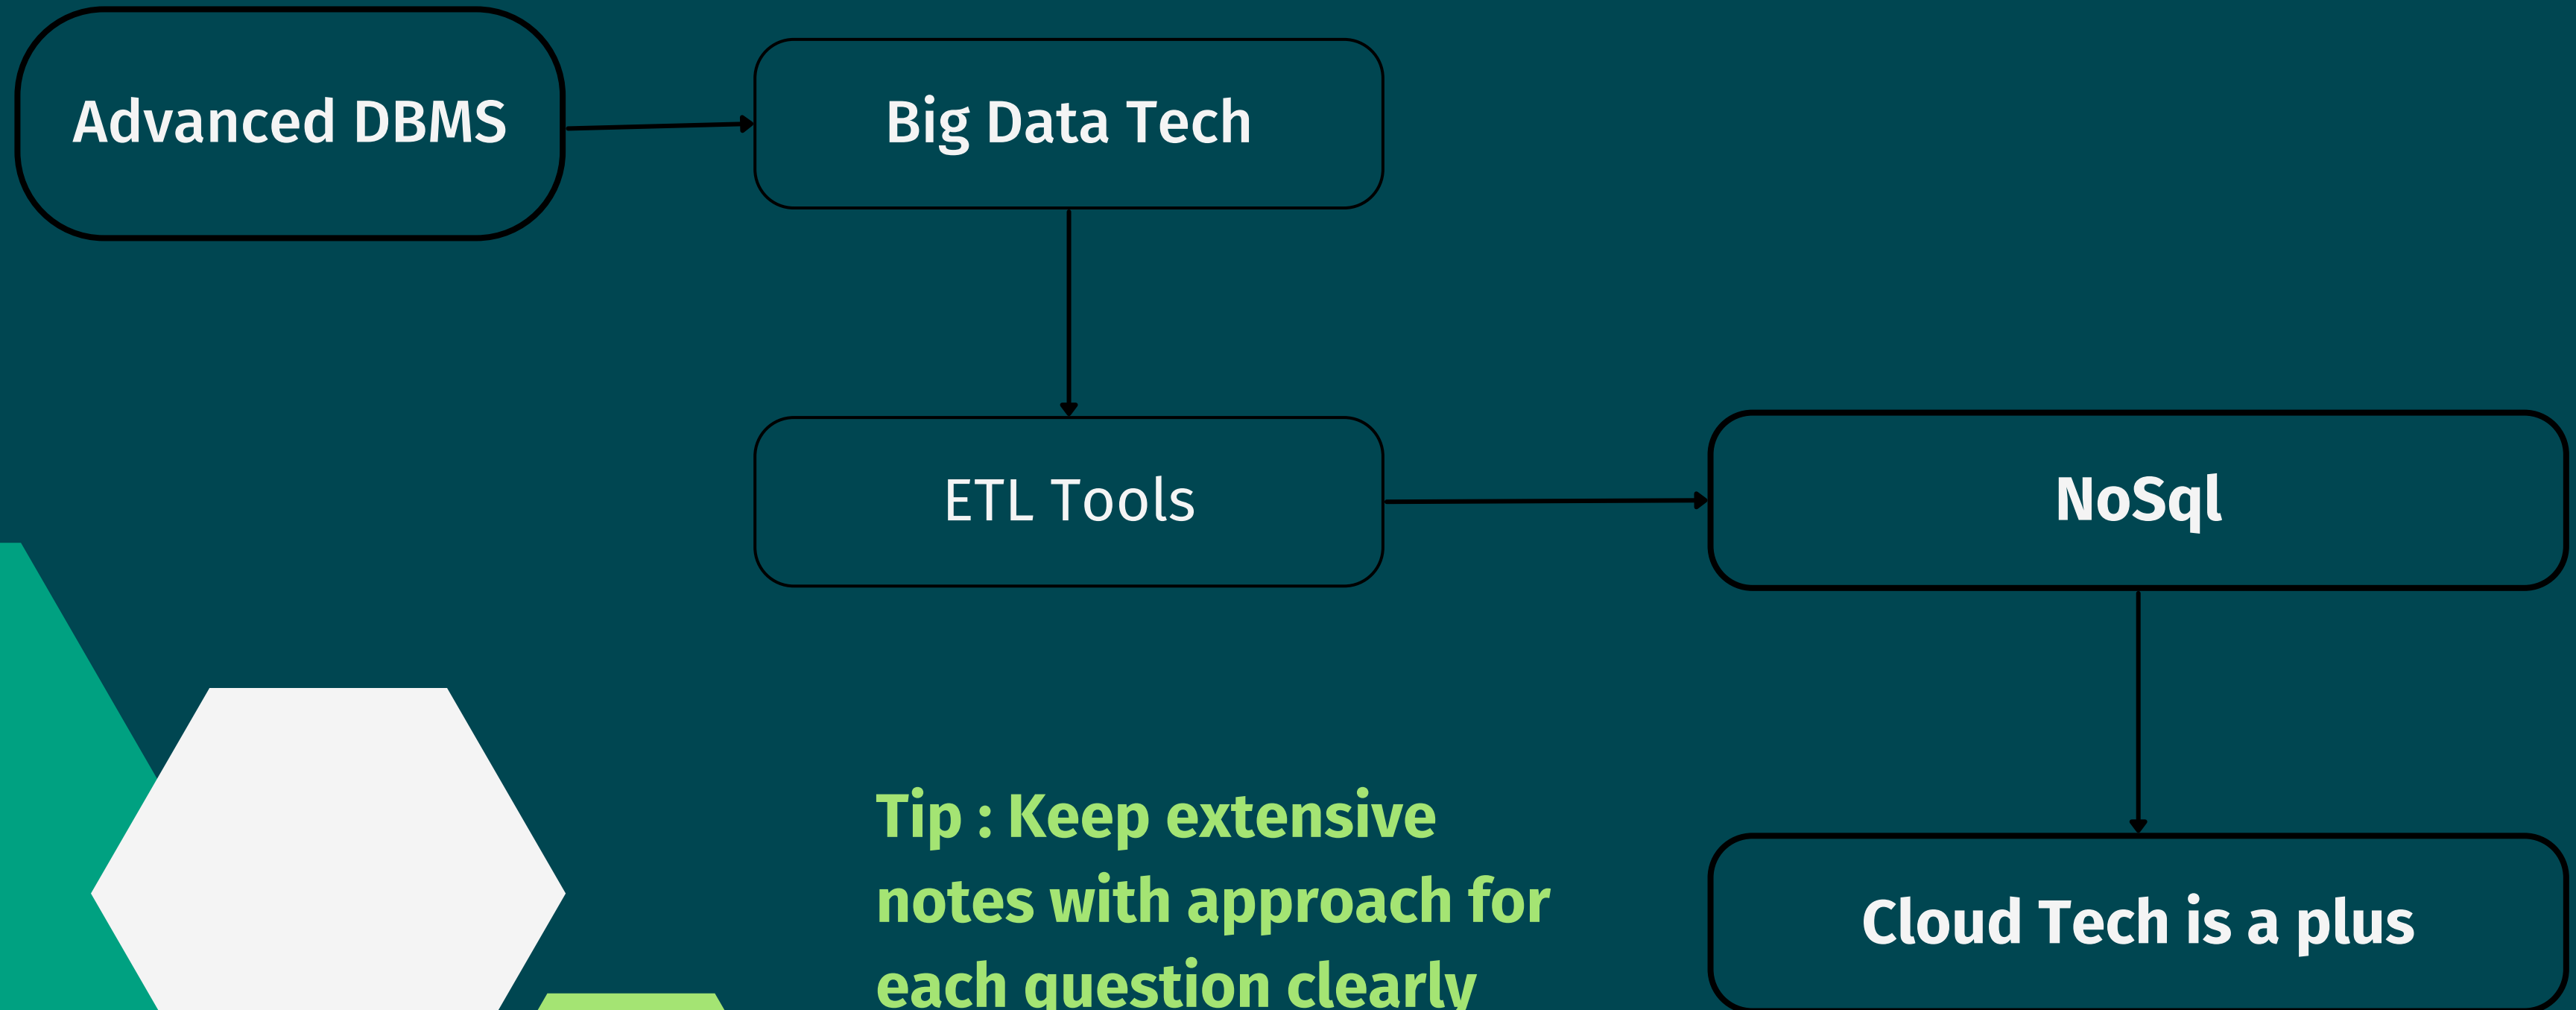 Advanced DBMS
Big Data Tech
ETL Tools
NoSql
Tip : Keep extensive
notes with approach for
each question clearly
Cloud Tech is a plus